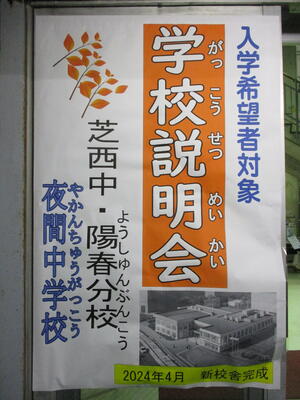 入学希望者対象
学校説明会
がっこうせつめいかい
芝西中・陽春分校
ようしゅんぶんこう
夜間中学校
やかんちゅうがっこう
2024年4月 新校舎完成